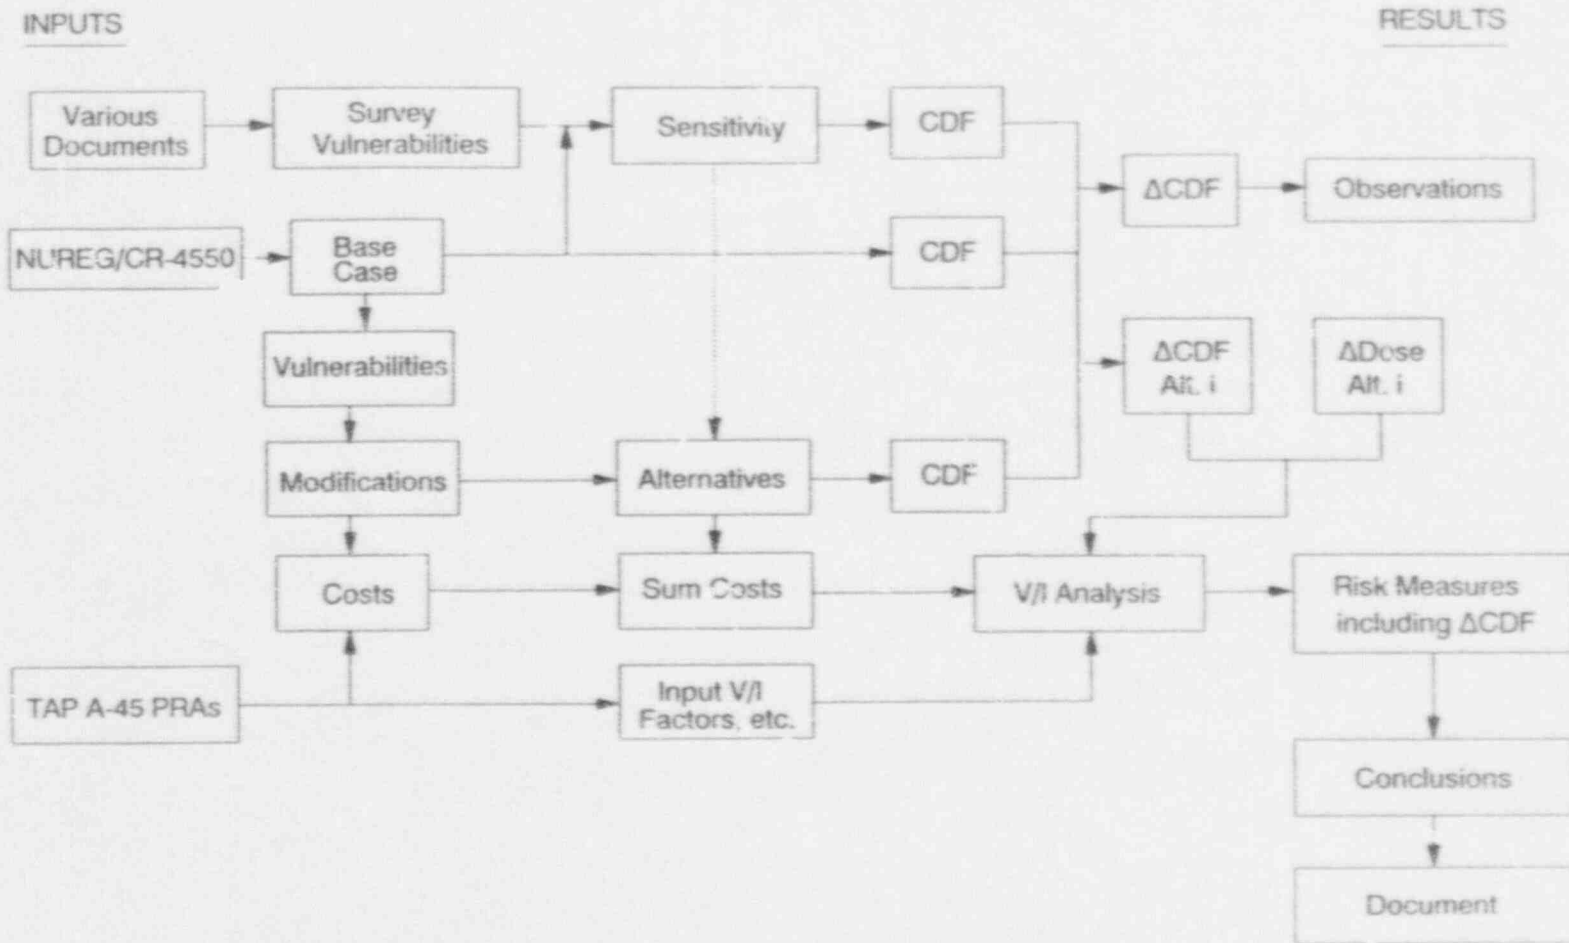 INPUTS
RESULTS
Various
Documents
Survey
Vulnerabilities
Sensitivity
CDF
ΔCDF
Observations
NUREG/CR-4550
Base
Case
CDF
Vulnerabilities
ΔCDF
Alt. i
ΔDose
Alt. i
Modifications
Alternatives
CDF
Costs
Sum Costs
V/I Analysis
Risk Measures
including ΔCDF
TAP A-45 PRAs
Input V/I
Factors, etc.
Conclusions
Document